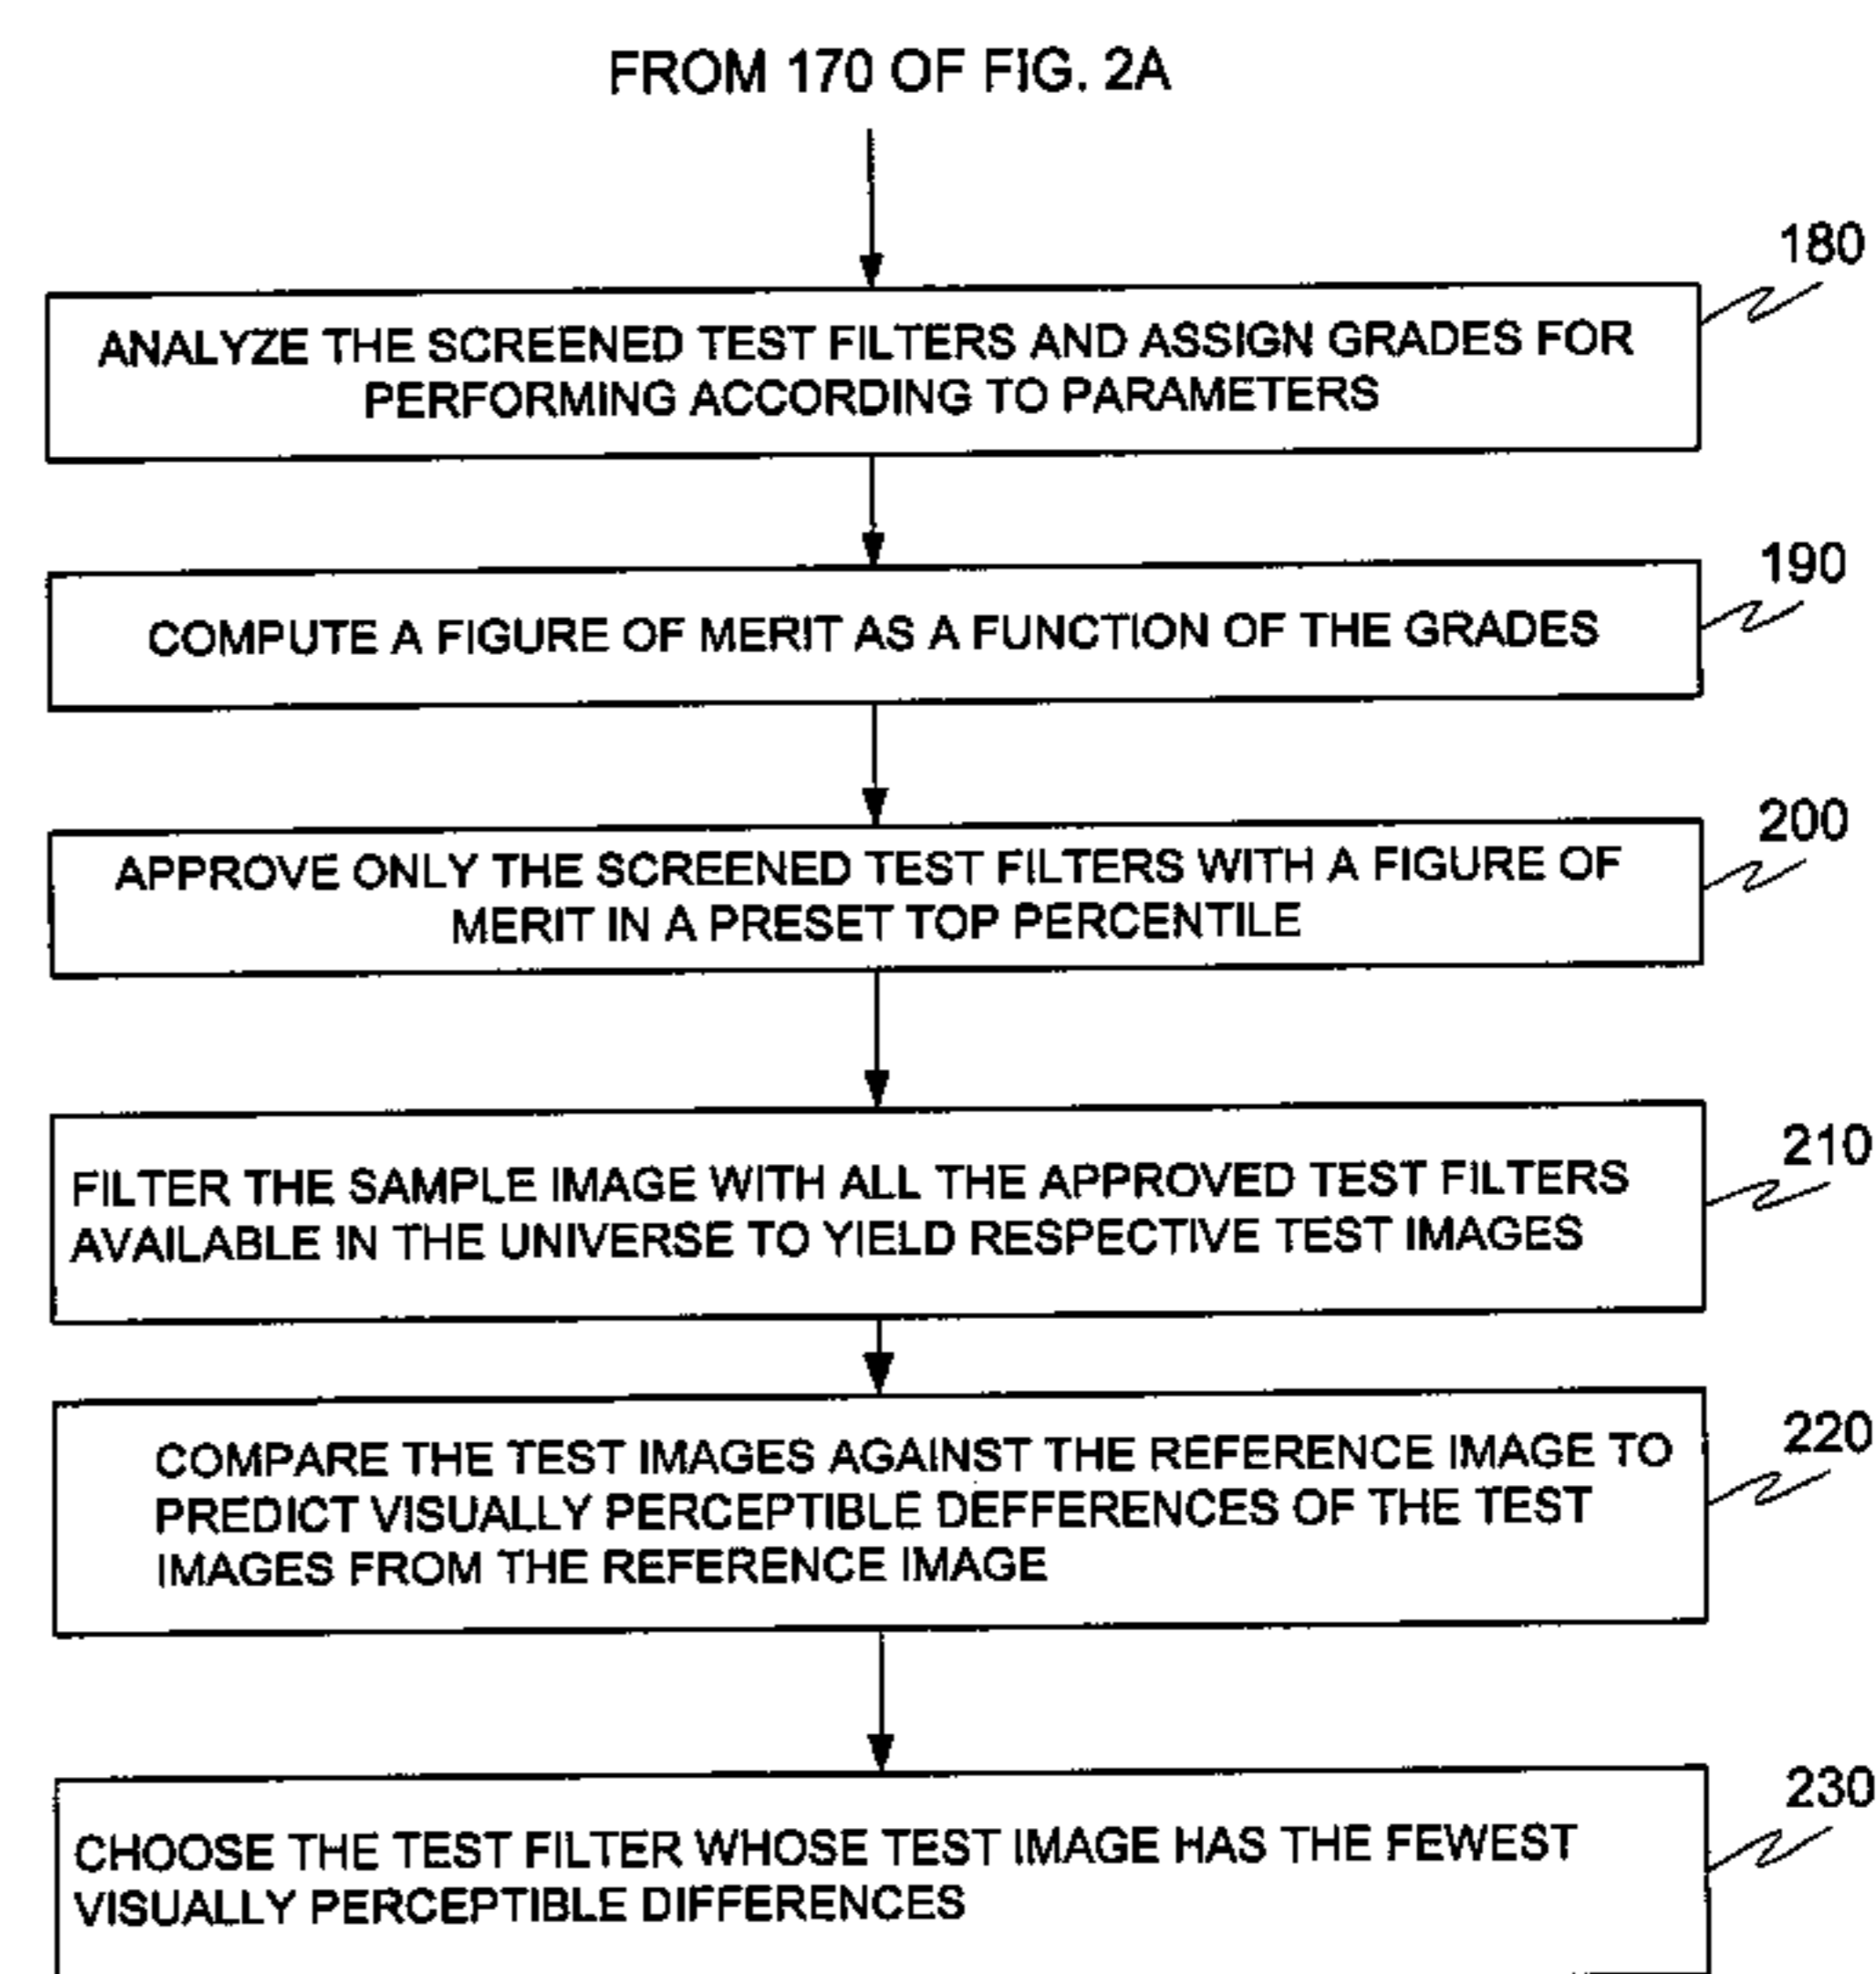 FROM 170 OF FIG. 2A
180
ANALYZE THE SCREENED TEST FILTERS AND ASSIGN GRADES FOR
PERFORMING ACCORDING TO PARAMETERS
190
COMPUTE A FIGURE OF MERIT AS A FUNCTION OF THE GRADES
200
APPROVE ONLY THE SCREENED TEST FILTERS WITH A FIGURE OF
MERIT IN A PRESET TOP PERCENTILE
210
FILTER THE SAMPLE IMAGE WITH ALL THE APPROVED TEST FILTERS
AVAILABLE IN THE UNIVERSE TO YIELD RESPECTIVE TEST IMAGES
220
COMPARE THE TEST IMAGES AGAINST THE REFERENCE IMAGE TO
PREDICT VISUALLY PERCEPTIBLE DEFFERENCES OF THE TEST
IMAGES FROM THE REFERENCE IMAGE
230
CHOOSE THE TEST FILTER WHOSE TEST IMAGE HAS THE FEWEST
VISUALLY PERCEPTIBLE DIFFERENCES